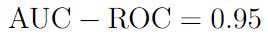 AUC − ROC = 0.95